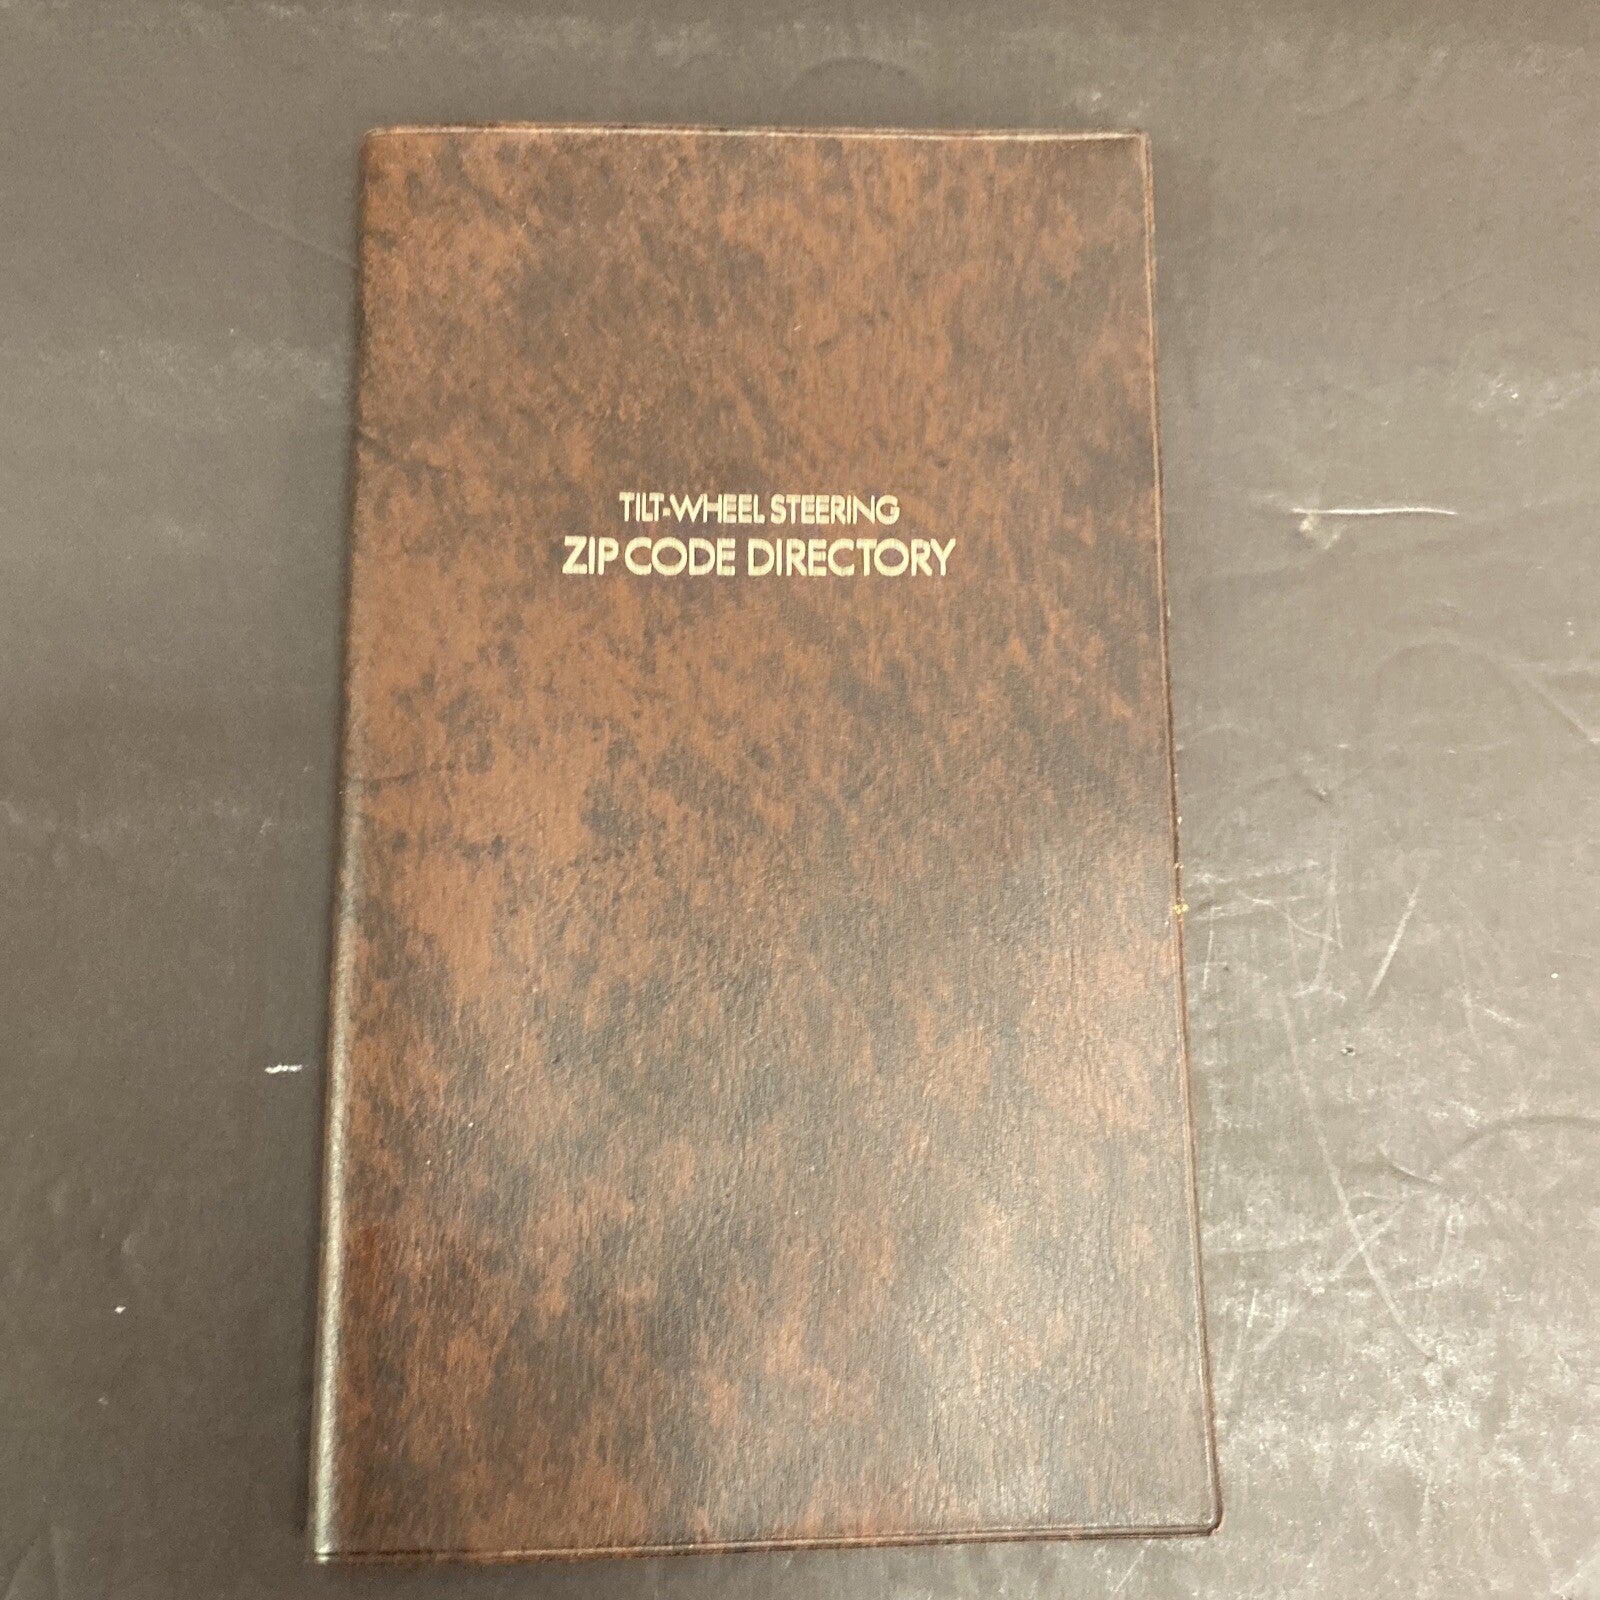 TILT-WHEEL STEERING
ZIP CODE DIRECTORY